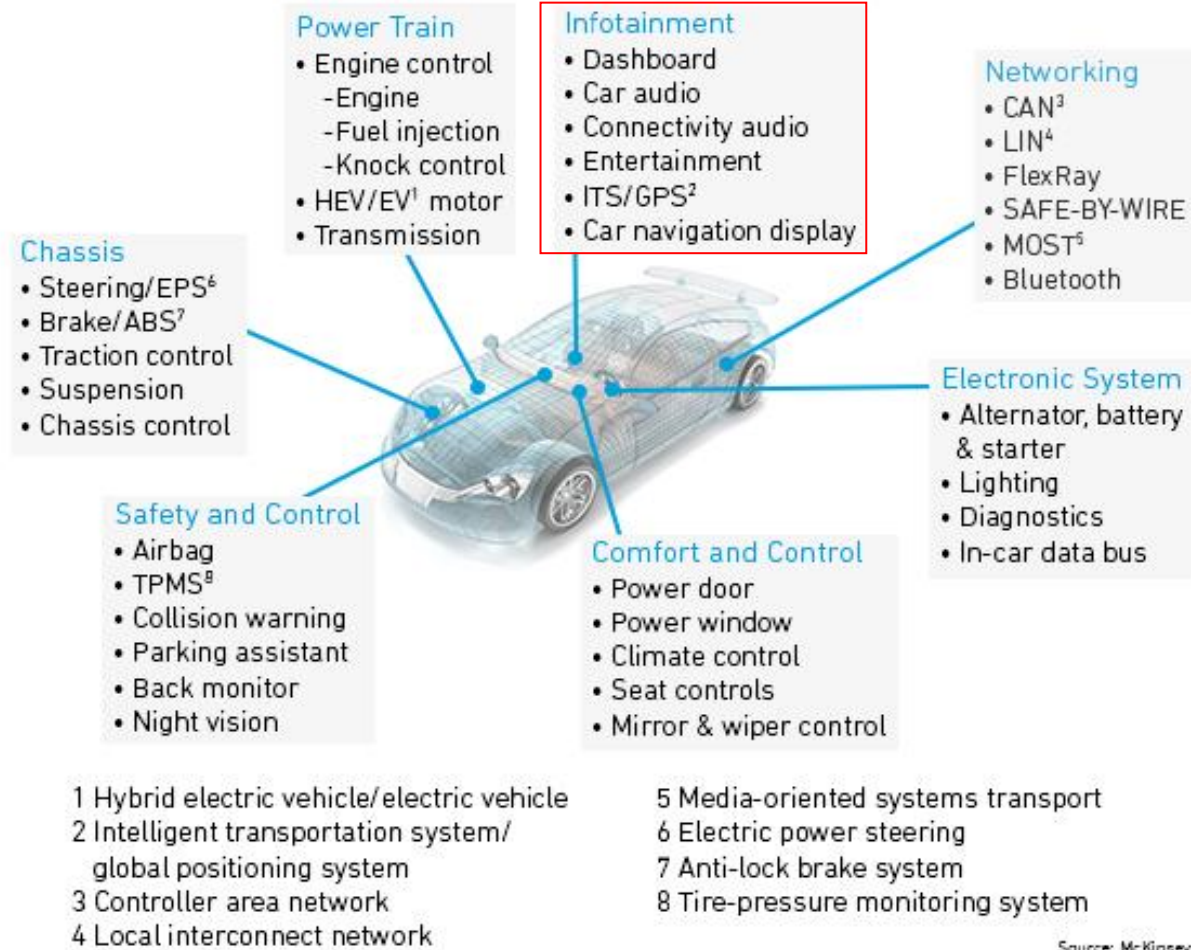 Power Train
• Engine control
-Engine
-Fuel injection
-Knock control
• HEV/EV¹ motor
• Transmission
Infotainment
• Dashboard
• Car audio
• Connectivity audio
• Entertainment
• ITS/GPS²
• Car navigation display
Networking
• CAN³
• LIN⁴
• FlexRay
• SAFE-BY-WIRE
• MOST⁵
• Bluetooth
Chassis
• Steering/EPS⁶
• Brake/ABS⁷
• Traction control
• Suspension
• Chassis control
Electronic System
• Alternator, battery
& starter
• Lighting
• Diagnostics
• In-car data bus
Safety and Control
• Airbag
• TPMS⁸
• Collision warning
• Parking assistant
• Back monitor
• Night vision
Comfort and Control
• Power door
• Power window
• Climate control
• Seat controls
• Mirror & wiper control
1 Hybrid electric vehicle/electric vehicle
2 Intelligent transportation system/
global positioning system
3 Controller area network
4 Local interconnect network
5 Media-oriented systems transport
6 Electric power steering
7 Anti-lock brake system
8 Tire-pressure monitoring system
Source: McKinsey